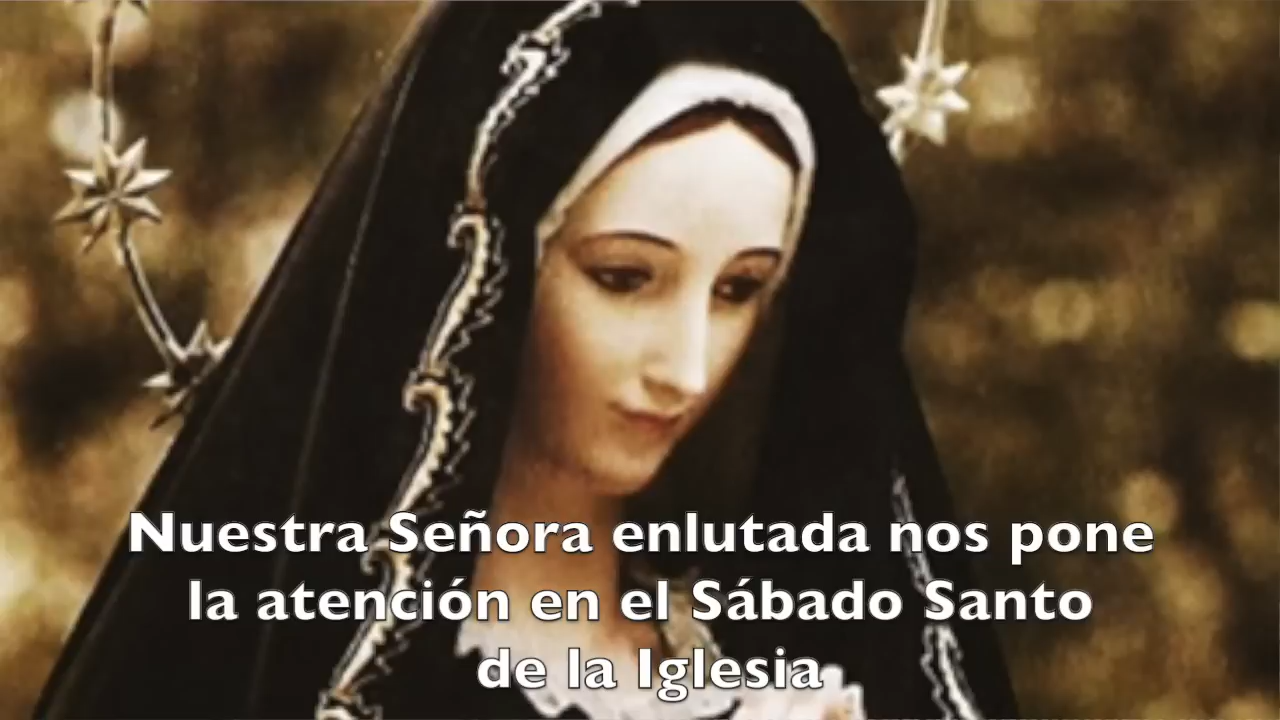 Nuestra Señora enlutada nos pone
la atención en el Sábado Santo
de la Iglesia